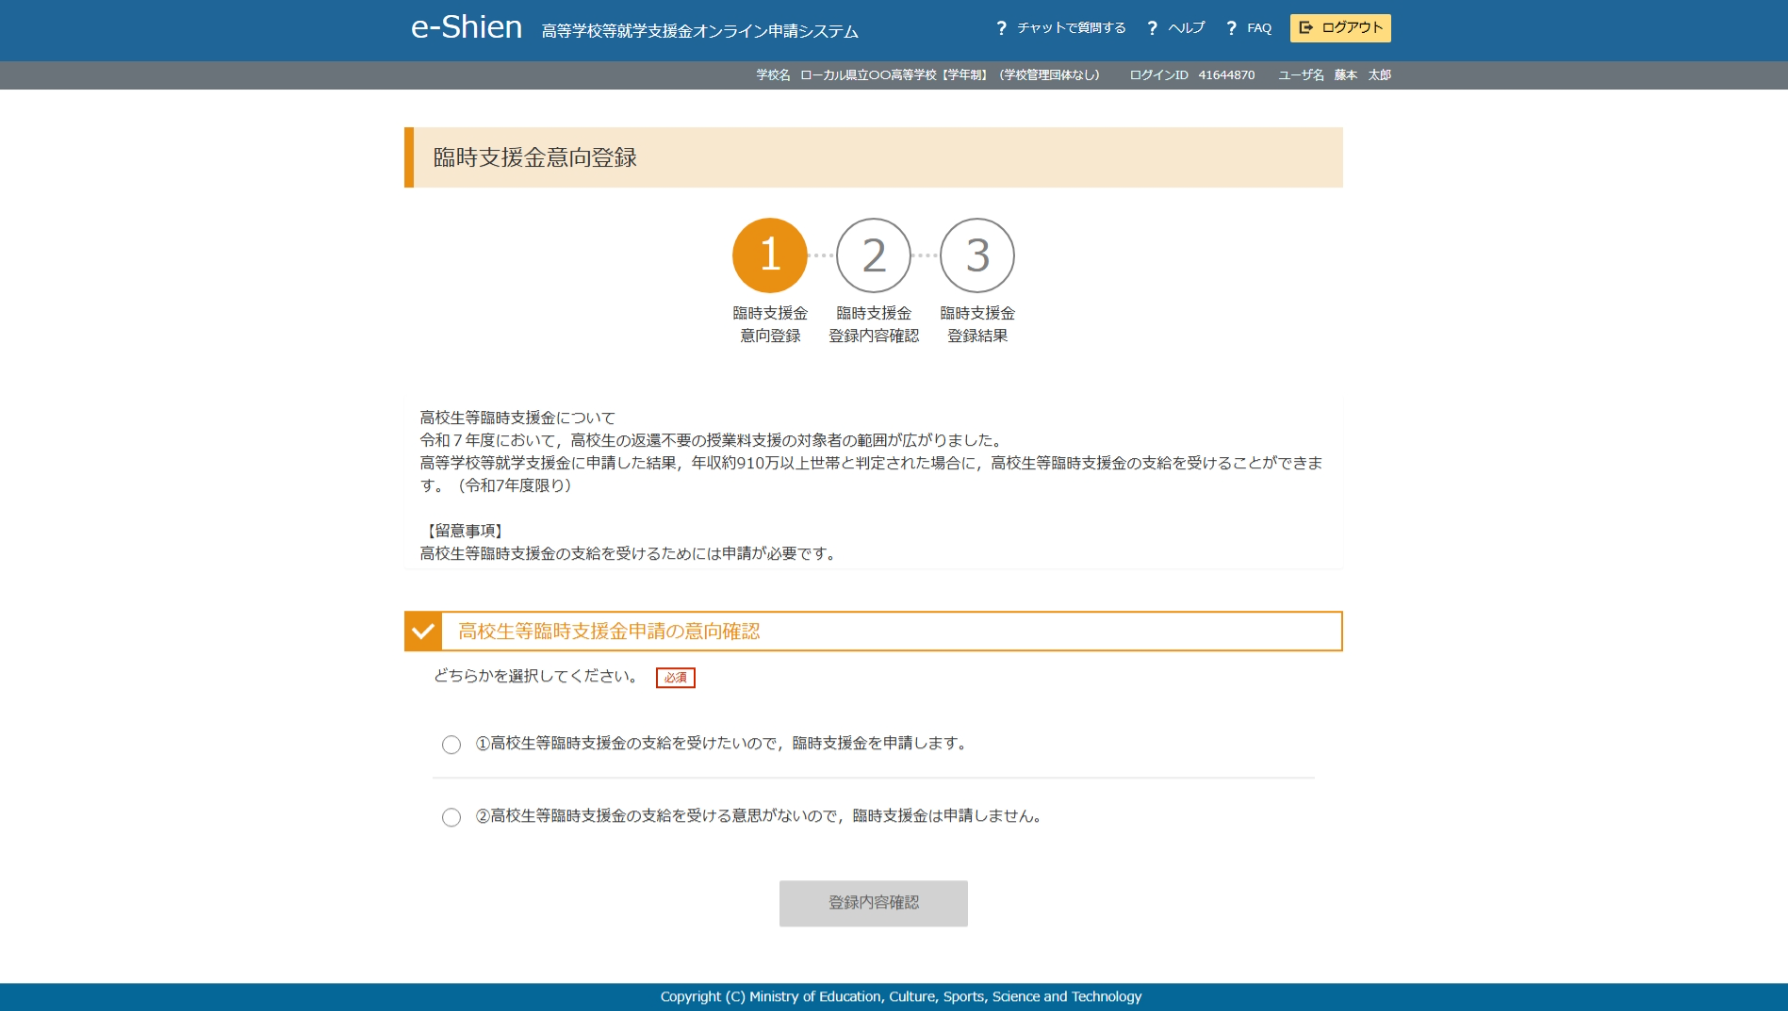 e-Shien 高等学校等就学支援金オンライン申請システム
? チャットで質問する ? ヘルプ ? FAQ ログアウト
学校名 ローカル県立〇〇高等学校【学年制】（学校管理団体なし） ログインID 41644870 ユーザ名 藤本 太郎
臨時支援金意向登録
1 2 3
臨時支援金 臨時支援金 臨時支援金
意向登録 登録内容確認 登録結果
高校生等臨時支援金について
令和７年度において，高校生の返還不要の授業料支援の対象者の範囲が広がりました。
高等学校等就学支援金に申請した結果，年収約910万以上世帯と判定された場合に，高校生等臨時支援金の支給を受けることができま
す。（令和7年度限り）
【留意事項】
高校生等臨時支援金の支給を受けるためには申請が必要です。
高校生等臨時支援金申請の意向確認
どちらかを選択してください。 必須
①高校生等臨時支援金の支給を受けたいので，臨時支援金を申請します。
②高校生等臨時支援金の支給を受ける意思がないので，臨時支援金は申請しません。
登録内容確認
Copyright (C) Ministry of Education, Culture, Sports, Science and Technology